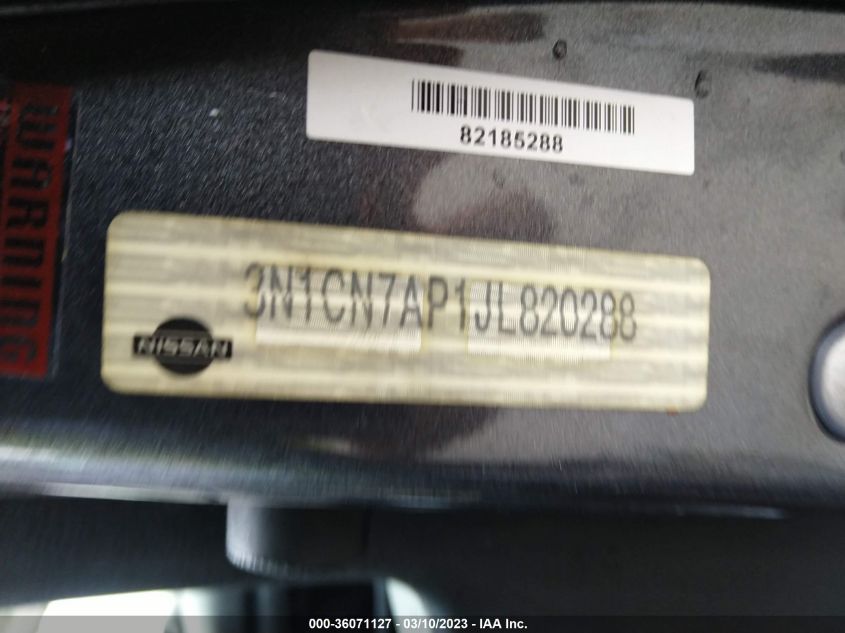 WARNING
82185288
3N1CN7AP1JL820288
NISSAN
000-36071127 - 03/10/2023 - IAA Inc.